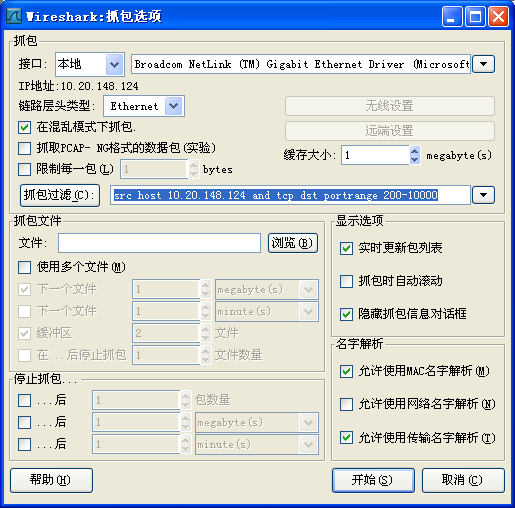 Wireshark:抓包选项
抓包
接口: 本地 Broadcom NetLink (TM) Gigabit Ethernet Driver (Microsoft
IP地址:10.20.148.124
链路层头类型: Ethernet 无线设置
在混乱模式下抓包. 远端设置
抓取PCAP- NG格式的数据包(实验)
缓存大小: 1 megabyte(s)
限制每一包(L) 1 bytes
抓包过滤(C): src host 10.20.148.124 and tcp dst portrange 200-10000
抓包文件
文件: 浏览(B)
使用多个文件(M)
下一个文件 1 megabyte(s)
下一个文件 1 minute(s)
缓冲区 2 文件
在...后停止抓包 1 文件数量
停止抓包...
...后 1 包数量
...后 1 megabyte(s)
...后 1 minute(s)
显示选项
实时更新包列表
抓包时自动滚动
隐藏抓包信息对话框
名字解析
允许使用MAC名字解析(M)
允许使用网络名字解析(N)
允许使用传输名字解析(T)
帮助(H) 开始(S) 取消(C)